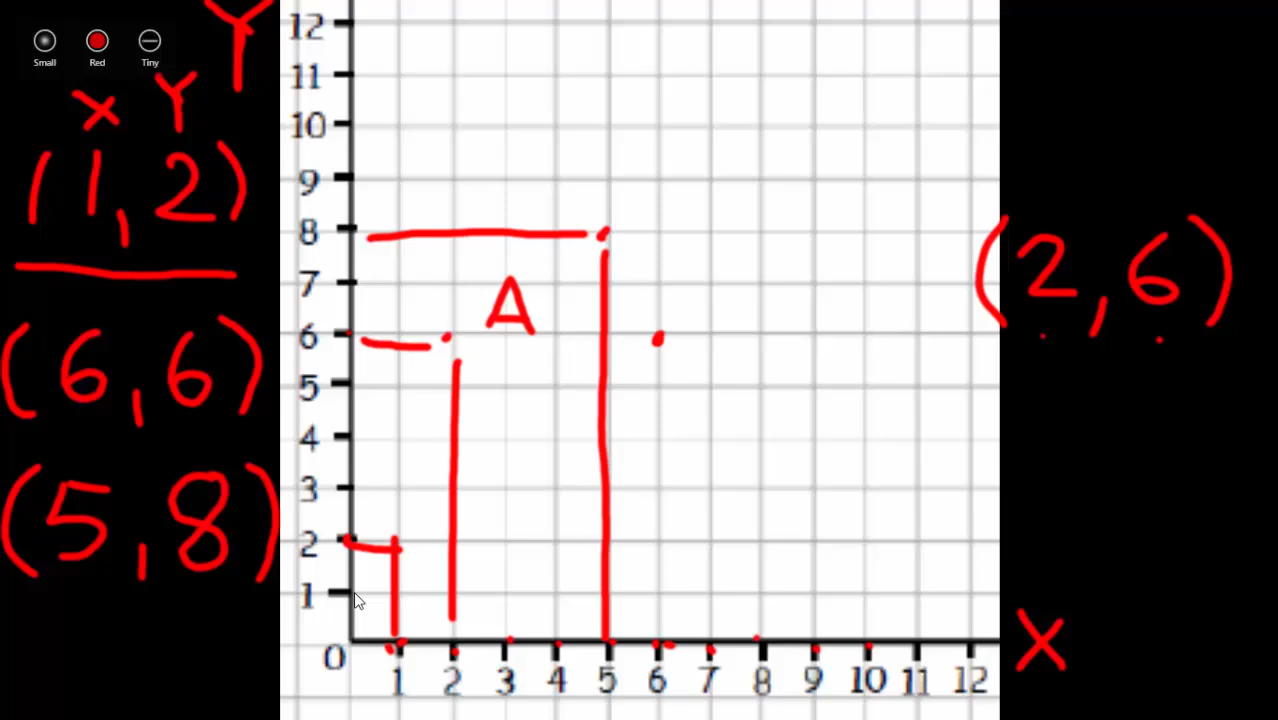 Y
Small Red Tiny
X Y
(1,2)
(6,6)
(5,8)
12
11
10
9
8
7
6
5
4
3
2
1
0
1 2 3 4 5 6 7 8 9 10 11 12
A
(2,6)
X